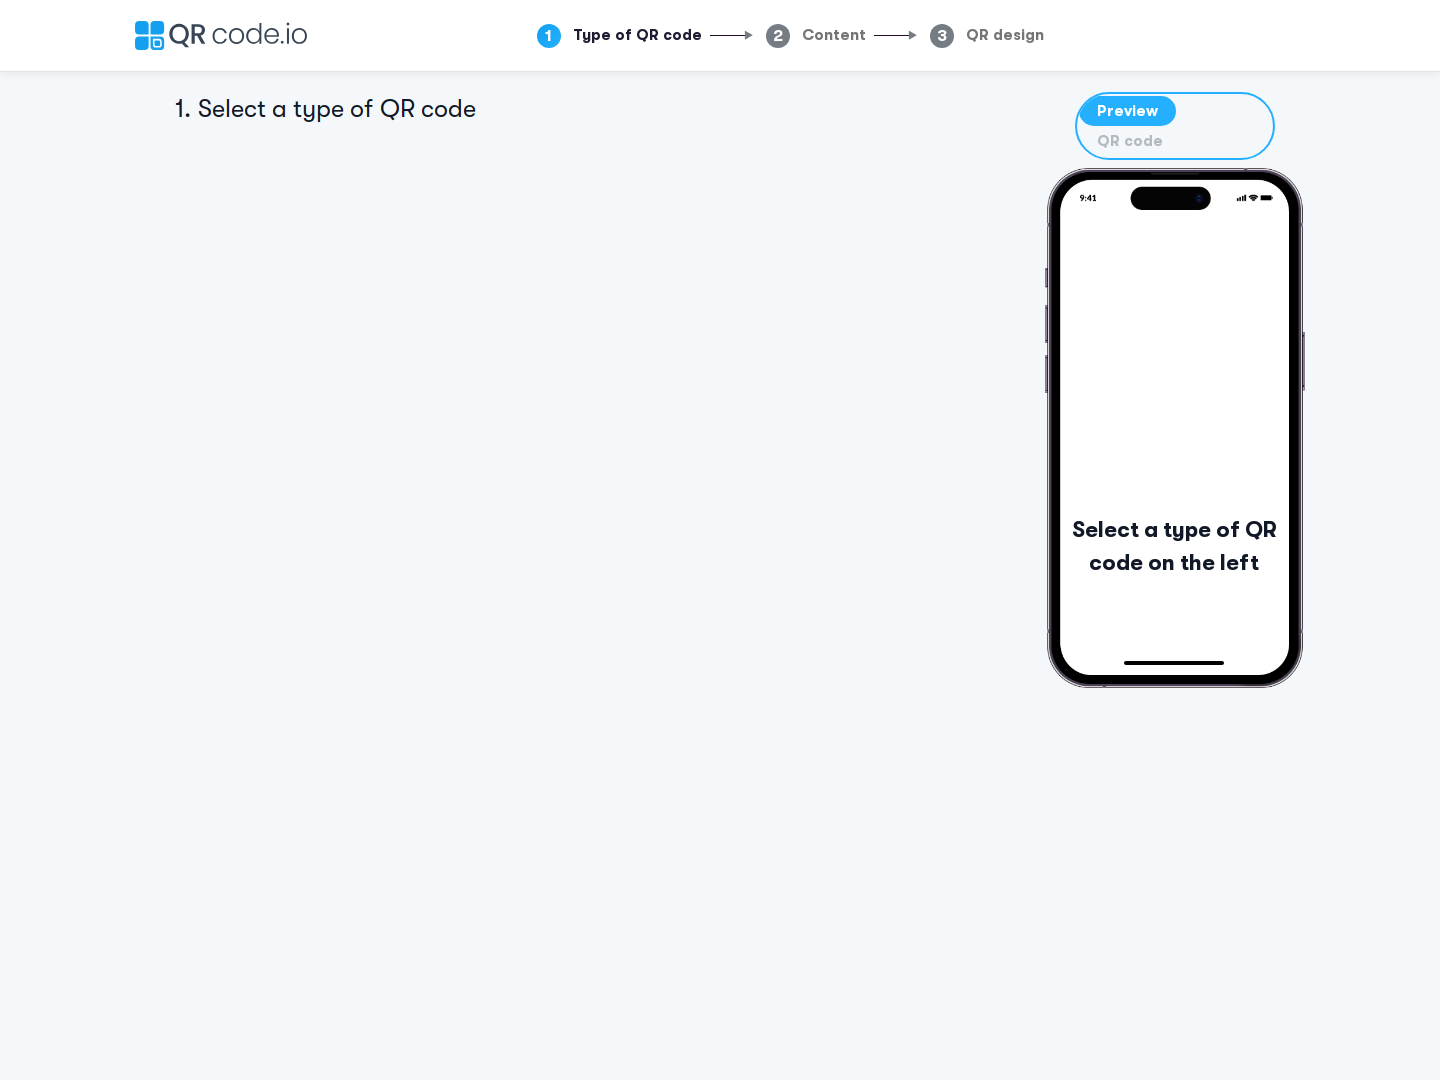 QR code.io
1 Type of QR code
2 Content
3 QR design
1. Select a type of QR code
Preview
QR code
9:41
Select a type of QR
code on the left